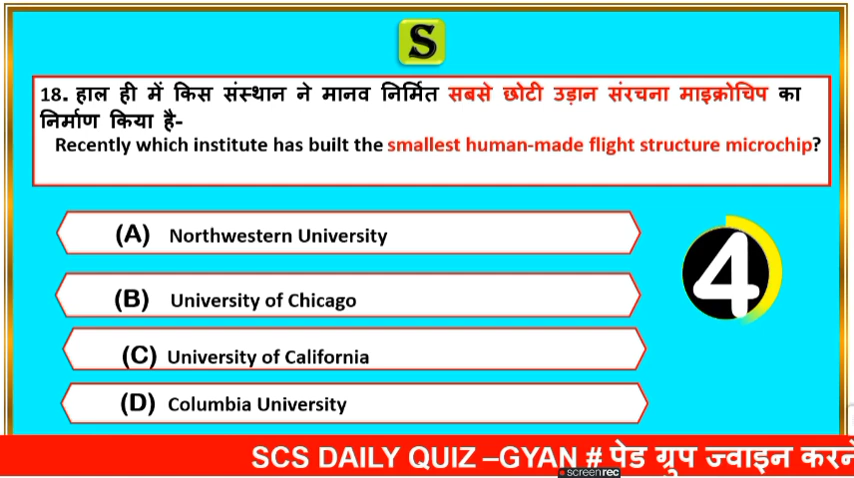 S
18. हाल ही में किस संस्थान ने मानव निर्मित सबसे छोटी उड़ान संरचना माइक्रोचिप का
निर्माण किया है-
Recently which institute has built the smallest human-made flight structure microchip?
(A) Northwestern University
4
(B) University of Chicago
(C) University of California
(D) Columbia University
SCS DAILY QUIZ –GYAN # पेड ग्रुप ज्वाइन करने
screenrec